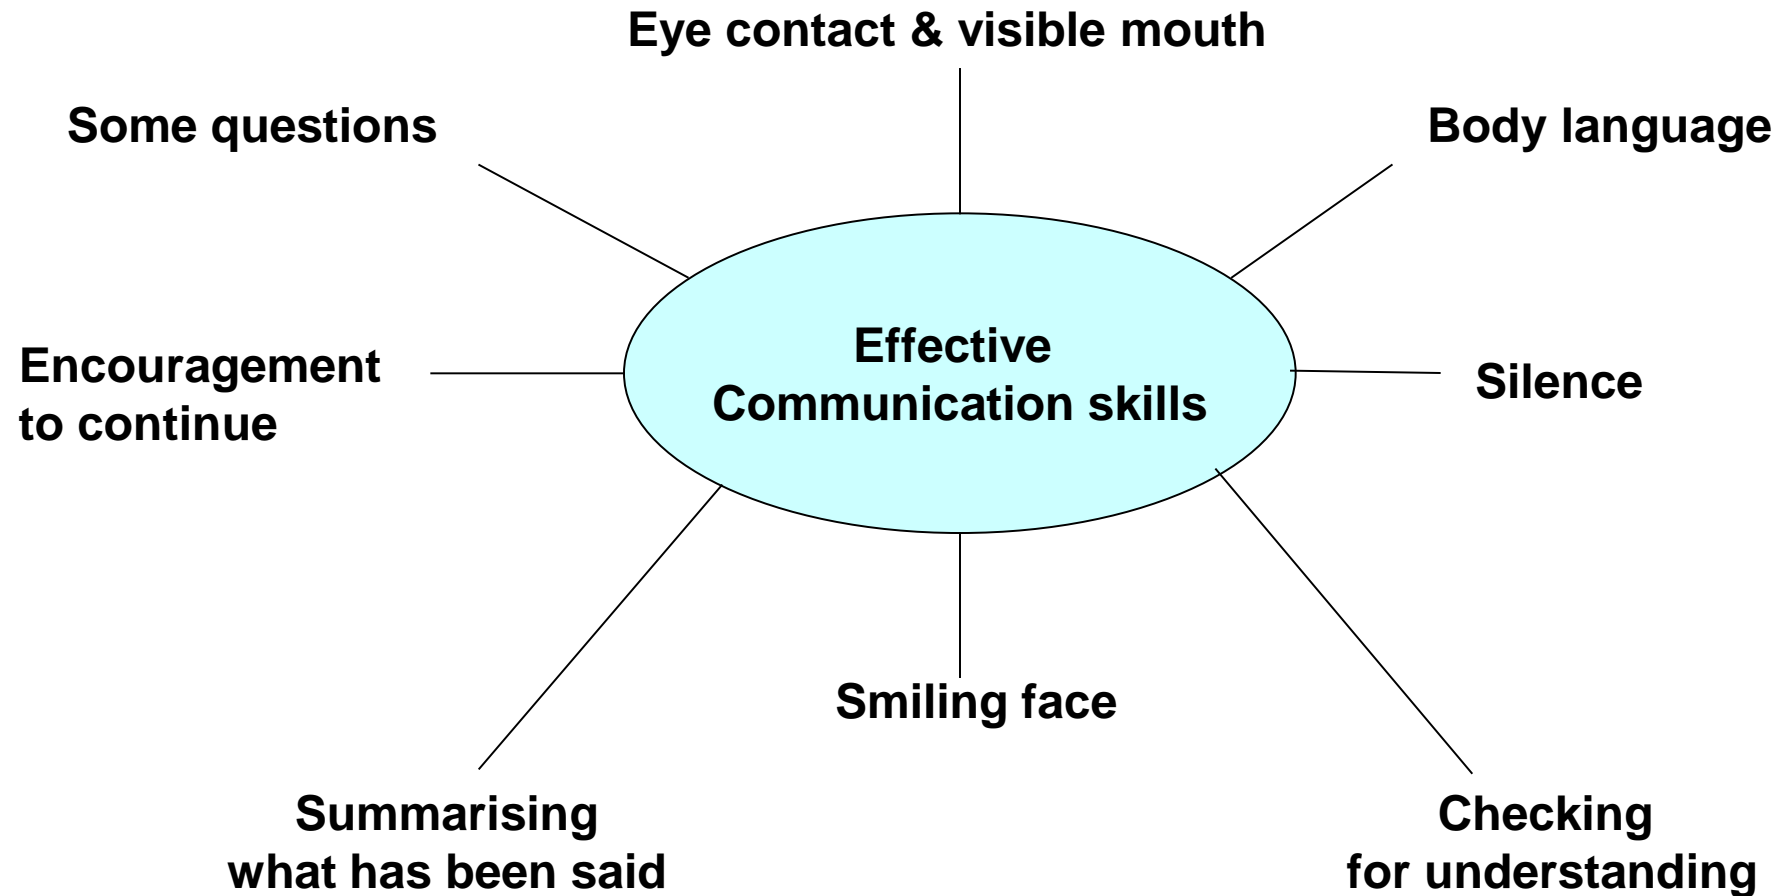 Eye contact & visible mouth
Some questions
Body language
Effective
Communication skills
Encouragement
to continue
Silence
Smiling face
Summarising
what has been said
Checking
for understanding